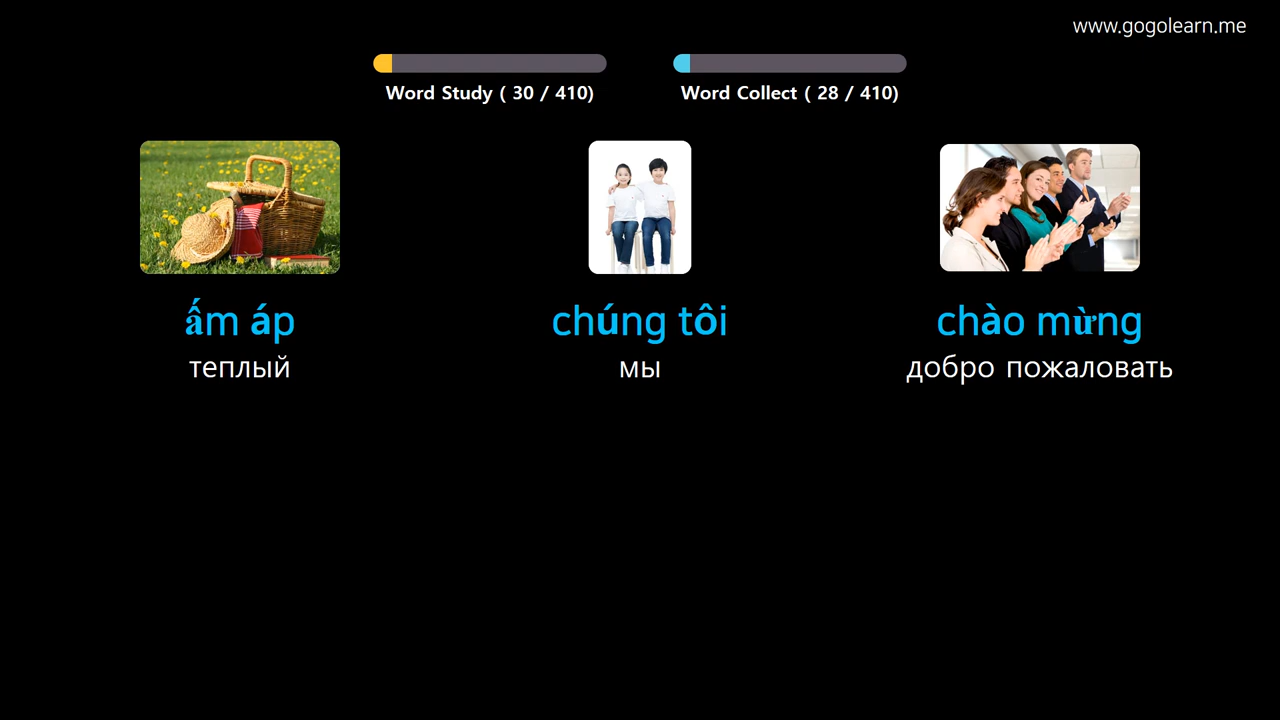 www.gogolearn.me
Word Study ( 30 / 410)
Word Collect ( 28 / 410)
ấm áp
теплый
chúng tôi
мы
chào mừng
добро пожаловать